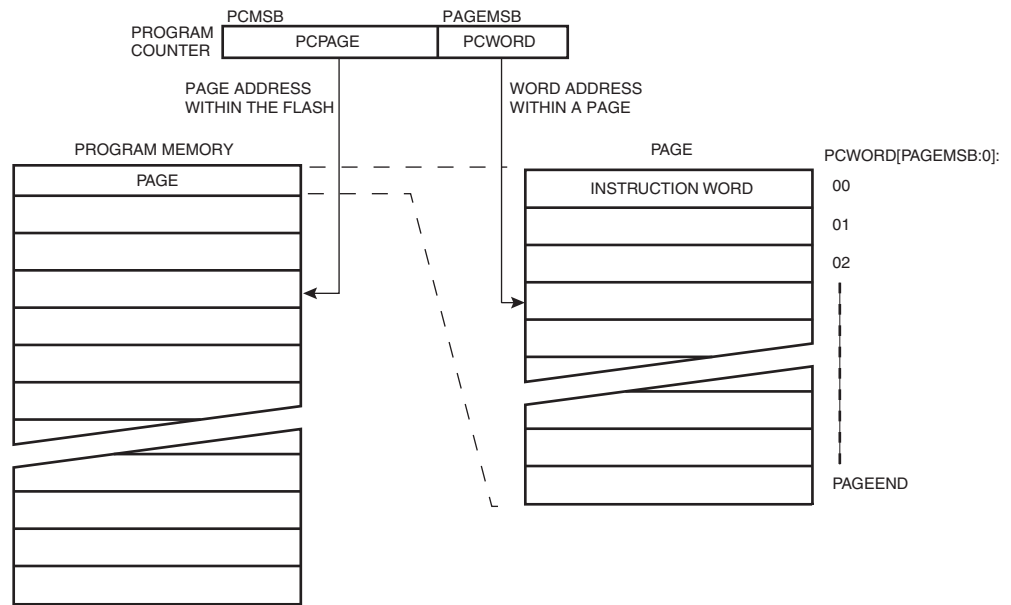 PCMSB PAGEMSB
PROGRAM
COUNTER
PCPAGE PCWORD
PAGE ADDRESS
WITHIN THE FLASH
WORD ADDRESS
WITHIN A PAGE
PROGRAM MEMORY
PAGE
PAGE
INSTRUCTION WORD
PCWORD[PAGEMSB:0]:
00
01
02
PAGEEND